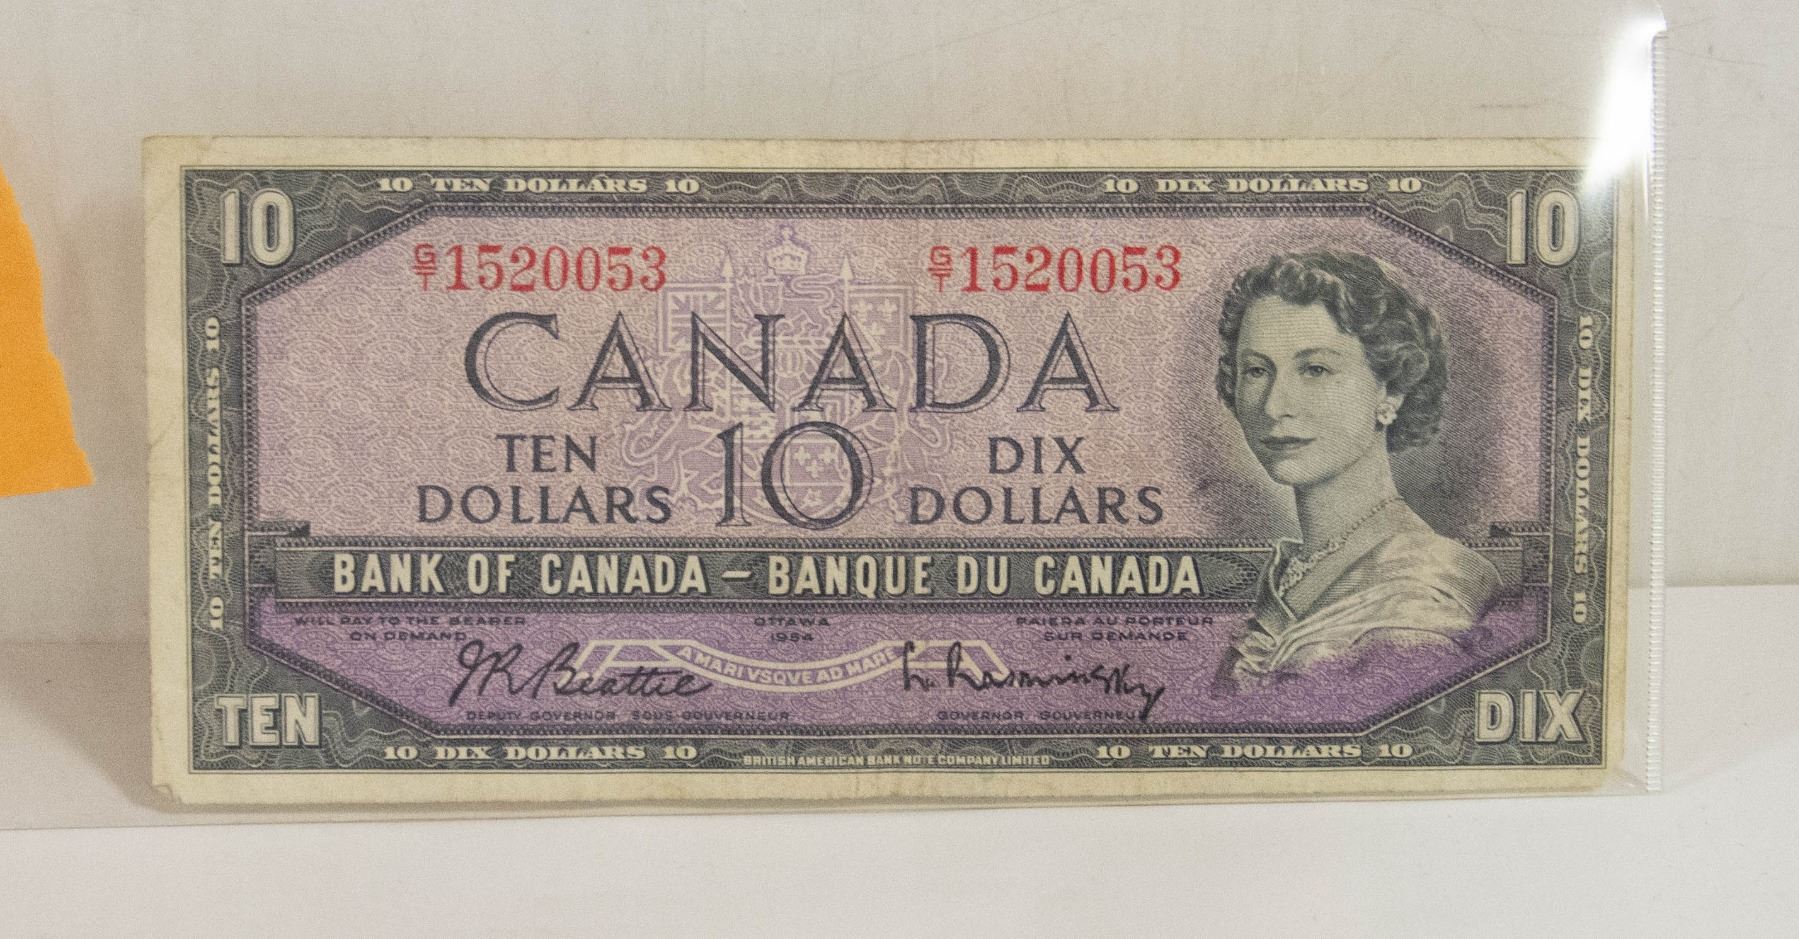 10 TEN DOLLARS 10
10 DIX DOLLARS 10
10
10
G/T 1520053
G/T 1520053
CANADA
TEN DOLLARS
10
DIX DOLLARS
10 TEN DOLLARS 10
10 DIX DOLLARS 10
BANK OF CANADA – BANQUE DU CANADA
WILL PAY TO THE BEARER
ON DEMAND
OTTAWA
1954
PAIERA AU PORTEUR
SUR DEMANDE
A MARI VSQVE AD MARE
J R Beattie
L. Rasminsky
DEPUTY GOVERNOR SOUS-GOUVERNEUR
GOVERNOR GOUVERNEUR
TEN
DIX
10 DIX DOLLARS 10
10 TEN DOLLARS 10
BRITISH AMERICAN BANK NOTE COMPANY LIMITED